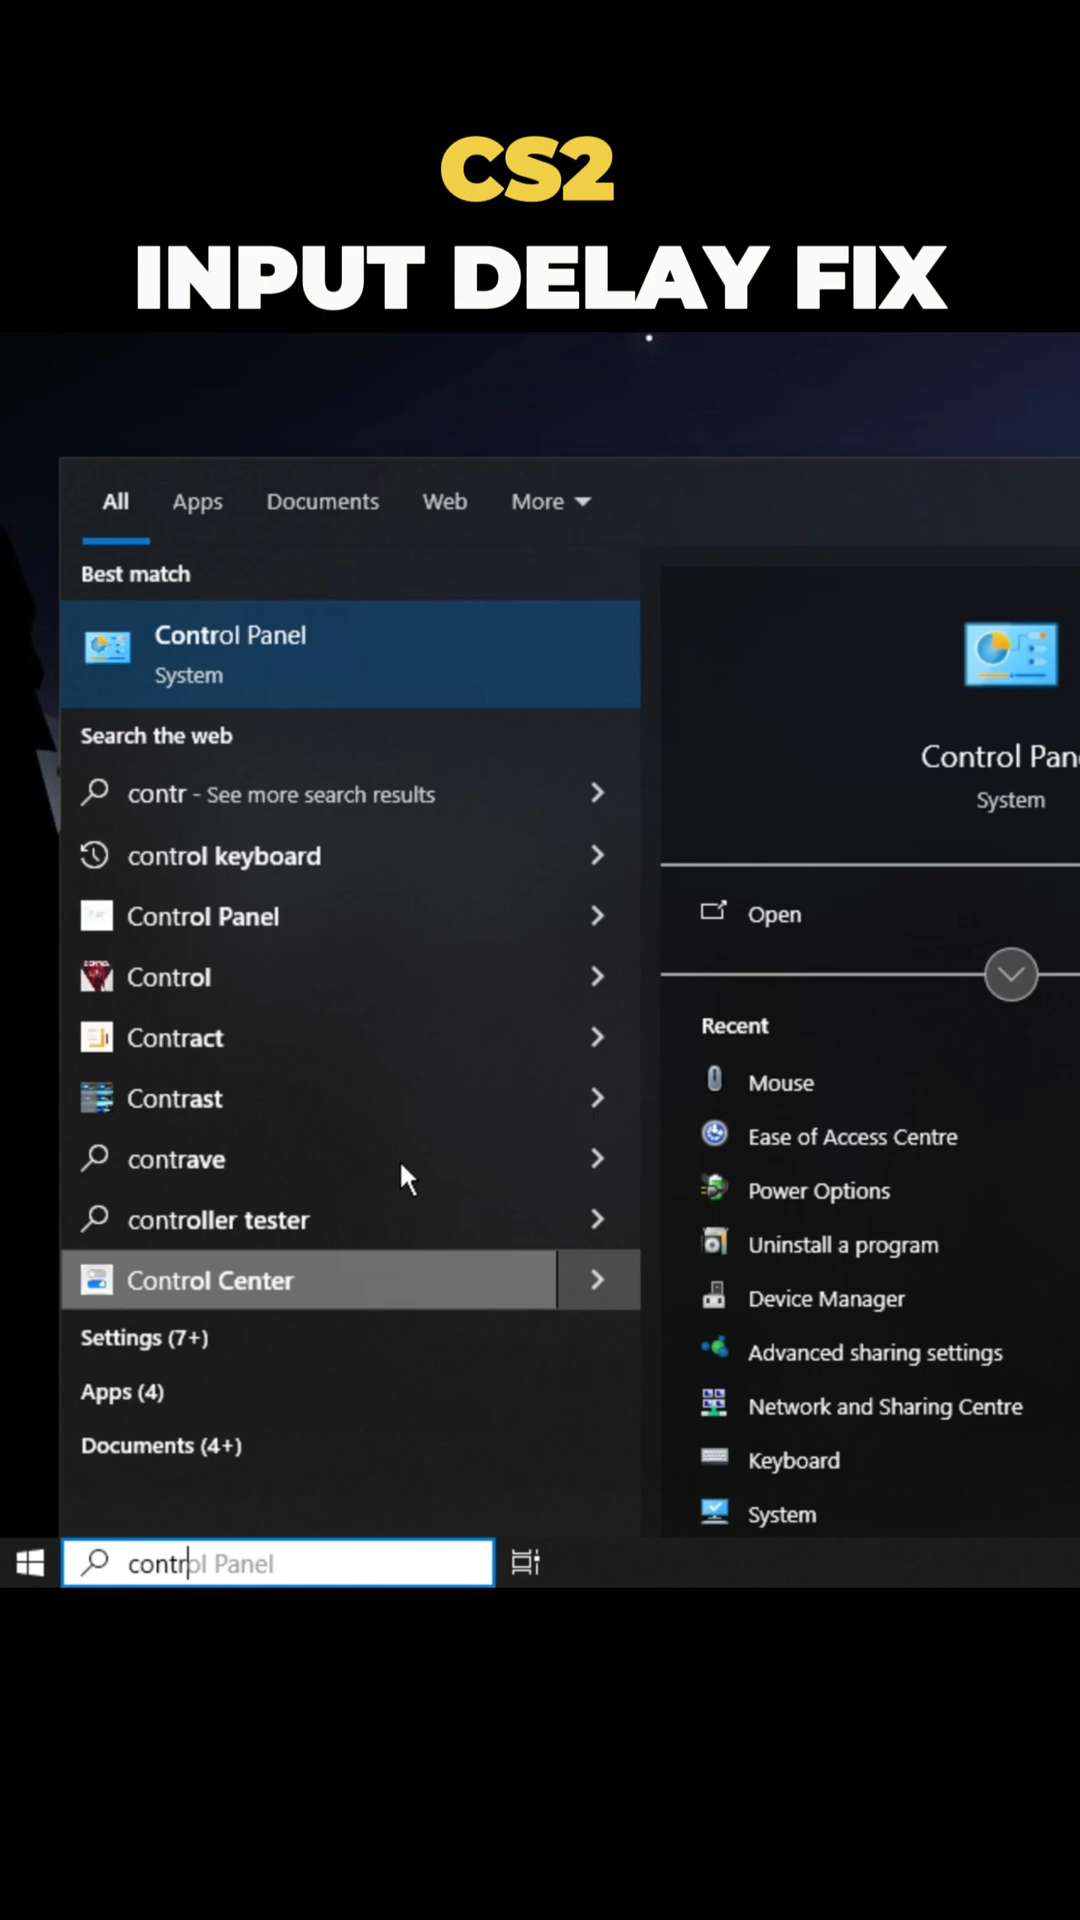 CS2
INPUT DELAY FIX
All Apps Documents Web More
Best match
Control Panel
System
Search the web
contr - See more search results
control keyboard
Control Panel
Control
Contract
Contrast
contrave
controller tester
Control Center
Settings (7+)
Apps (4)
Documents (4+)
control Panel
Control Pan
System
Open
Recent
Mouse
Ease of Access Centre
Power Options
Uninstall a program
Device Manager
Advanced sharing settings
Network and Sharing Centre
Keyboard
System